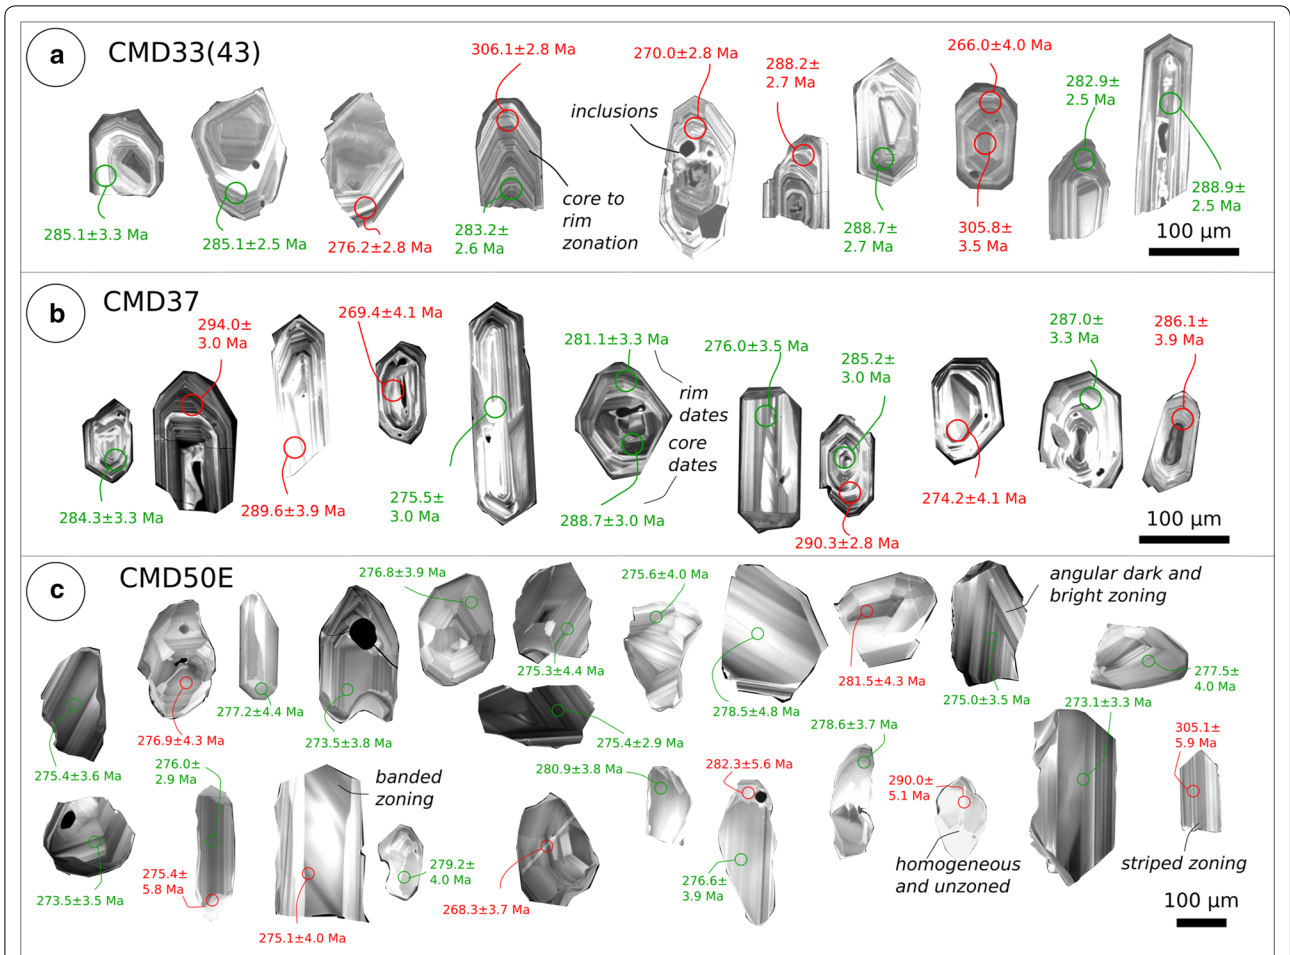 a
CMD33(43)
306.1±2.8 Ma
270.0±2.8 Ma
288.2±
2.7 Ma
266.0±4.0 Ma
282.9±
2.5 Ma
inclusions
core to
rim
zonation
285.1±3.3 Ma
285.1±2.5 Ma
276.2±2.8 Ma
283.2±
2.6 Ma
288.7±
2.7 Ma
305.8±
3.5 Ma
288.9±
2.5 Ma
100 μm
b
CMD37
294.0±
3.0 Ma
269.4±4.1 Ma
281.1±3.3 Ma
276.0±3.5 Ma
285.2±
3.0 Ma
287.0±
3.3 Ma
286.1±
3.9 Ma
rim
dates
core
dates
284.3±3.3 Ma
289.6±3.9 Ma
275.5±
3.0 Ma
288.7±3.0 Ma
290.3±2.8 Ma
274.2±4.1 Ma
100 μm
c
CMD50E
276.8±3.9 Ma
275.6±4.0 Ma
angular dark and
bright zoning
275.4±3.6 Ma
276.9±4.3 Ma
277.2±4.4 Ma
273.5±3.8 Ma
275.3±4.4 Ma
275.4±2.9 Ma
278.5±4.8 Ma
281.5±4.3 Ma
275.0±3.5 Ma
277.5±
4.0 Ma
273.1±3.3 Ma
276.0±
2.9 Ma
banded
zoning
280.9±3.8 Ma
282.3±5.6 Ma
278.6±3.7 Ma
290.0±
5.1 Ma
305.1±
5.9 Ma
273.5±3.5 Ma
275.4±
5.8 Ma
275.1±4.0 Ma
279.2±
4.0 Ma
268.3±3.7 Ma
276.6±
3.9 Ma
homogeneous
and unzoned
striped zoning
100 μm